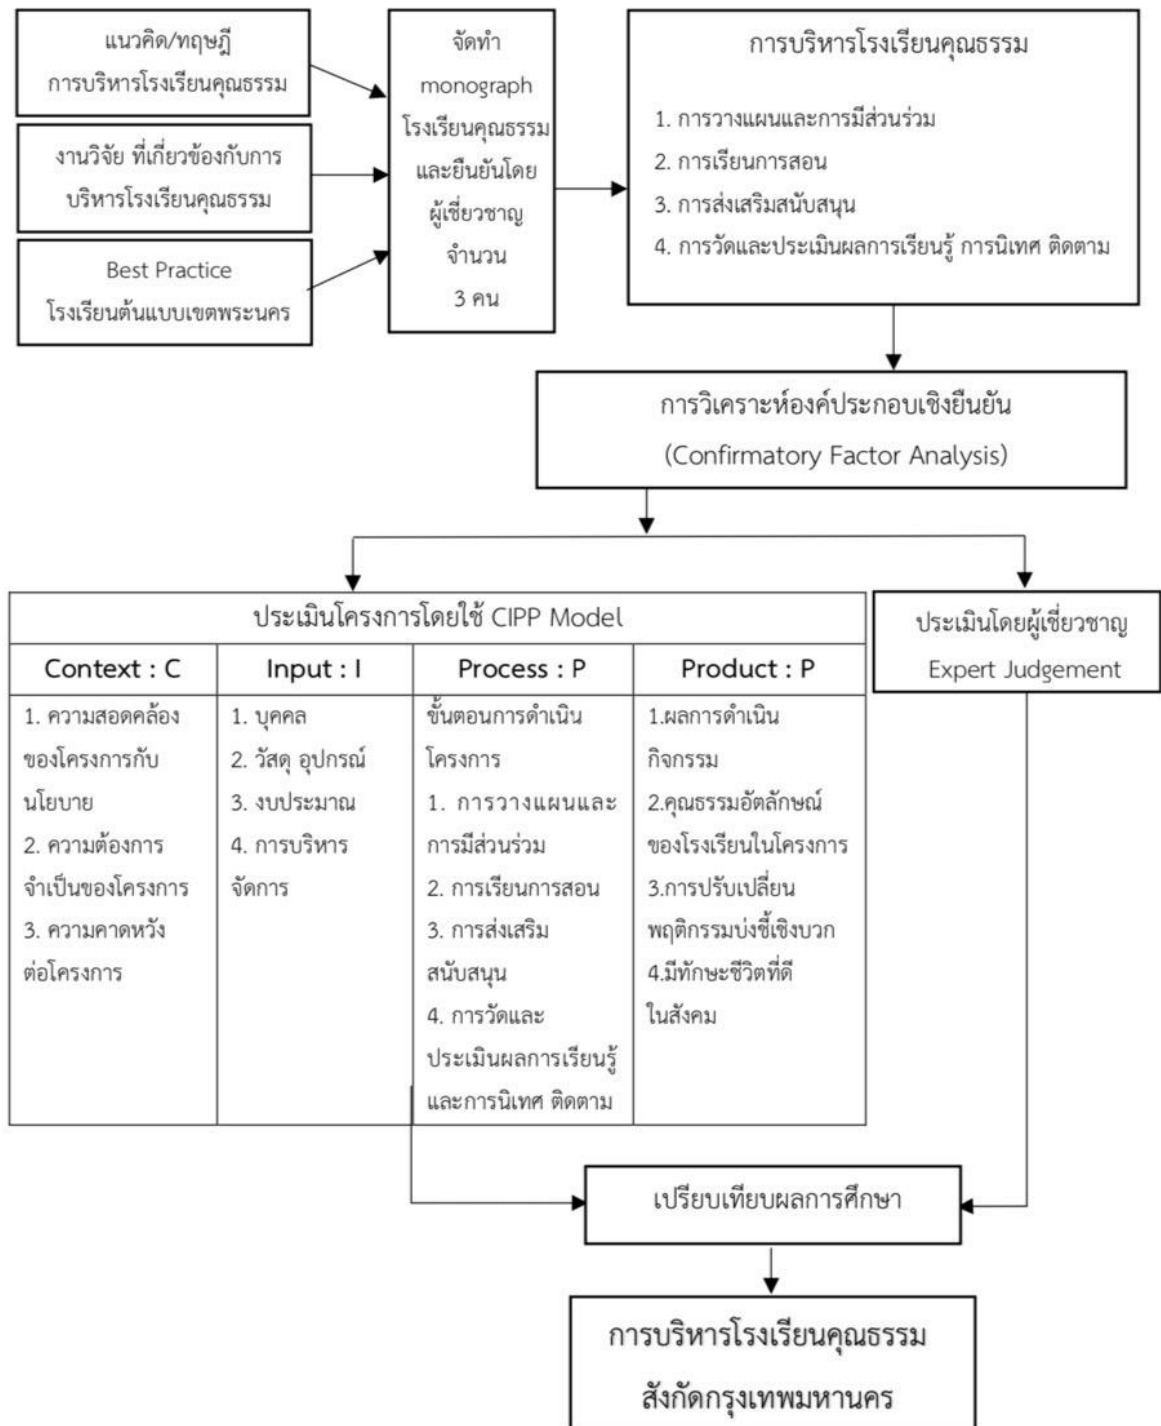 แนวคิด/ทฤษฎี
การบริหารโรงเรียนคุณธรรม
งานวิจัย ที่เกี่ยวข้องกับการ
บริหารโรงเรียนคุณธรรม
Best Practice
โรงเรียนต้นแบบเขตพระนคร
จัดทำ
monograph
โรงเรียนคุณธรรม
และยืนยันโดย
ผู้เชี่ยวชาญ
จำนวน
3 คน
การบริหารโรงเรียนคุณธรรม
1. การวางแผนและการมีส่วนร่วม
2. การเรียนการสอน
3. การส่งเสริมสนับสนุน
4. การวัดและประเมินผลการเรียนรู้ การนิเทศ ติดตาม
การวิเคราะห์องค์ประกอบเชิงยืนยัน
(Confirmatory Factor Analysis)
ประเมินโครงการโดยใช้ CIPP Model
Context : C
1. ความสอดคล้อง
ของโครงการกับ
นโยบาย
2. ความต้องการ
จำเป็นของโครงการ
3. ความคาดหวัง
ต่อโครงการ
Input : I
1. บุคคล
2. วัสดุ อุปกรณ์
3. งบประมาณ
4. การบริหาร
จัดการ
Process : P
ขั้นตอนการดำเนิน
โครงการ
1. การวางแผนและ
การมีส่วนร่วม
2. การเรียนการสอน
3. การส่งเสริม
สนับสนุน
4. การวัดและ
ประเมินผลการเรียนรู้
และการนิเทศ ติดตาม
Product : P
1.ผลการดำเนิน
กิจกรรม
2.คุณธรรมอัตลักษณ์
ของโรงเรียนในโครงการ
3.การปรับเปลี่ยน
พฤติกรรมบ่งชี้เชิงบวก
4.มีทักษะชีวิตที่ดี
ในสังคม
ประเมินโดยผู้เชี่ยวชาญ
Expert Judgement
เปรียบเทียบผลการศึกษา
การบริหารโรงเรียนคุณธรรม
สังกัดกรุงเทพมหานคร